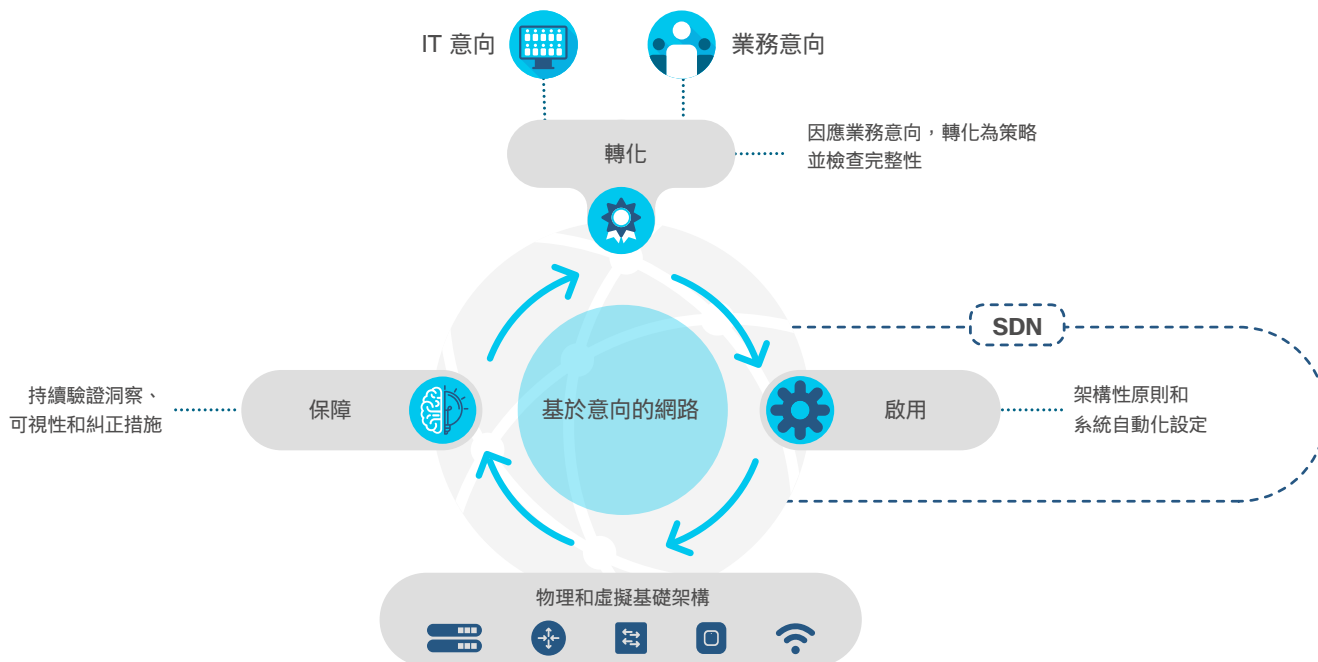 IT 意向
業務意向
轉化
因應業務意向，轉化為策略
並檢查完整性
SDN
持續驗證洞察、
可視性和糾正措施
保障
基於意向的網路
啟用
架構性原則和
系統自動化設定
物理和虛擬基礎架構